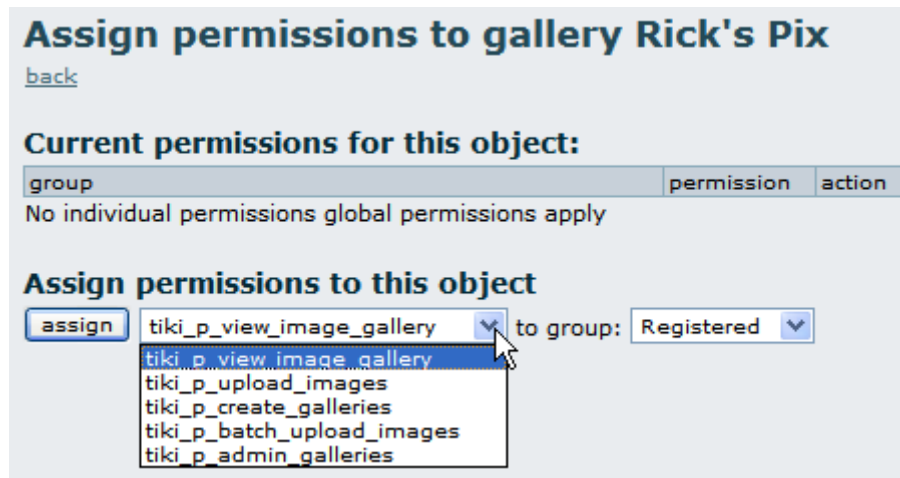 Assign permissions to gallery Rick's Pix
back
Current permissions for this object:
group permission action
No individual permissions global permissions apply
Assign permissions to this object
assign tiki_p_view_image_gallery to group: Registered
tiki_p_view_image_gallery
tiki_p_upload_images
tiki_p_create_galleries
tiki_p_batch_upload_images
tiki_p_admin_galleries